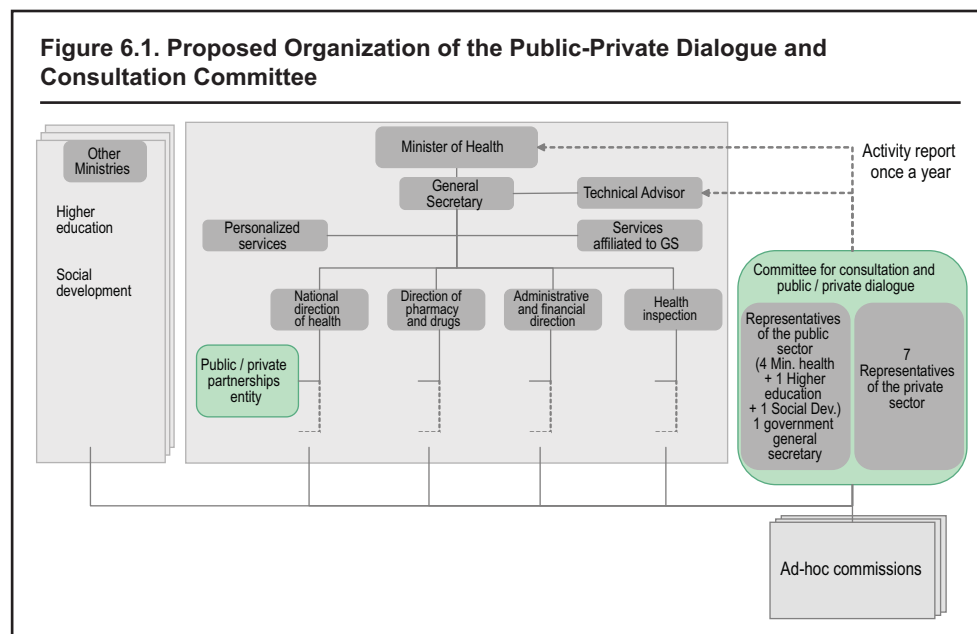 Figure 6.1. Proposed Organization of the Public-Private Dialogue and
Consultation Committee
Other
Ministries
Higher
education
Social
development
Minister of Health
General
Secretary
Technical Advisor
Personalized
services
Services
affiliated to GS
National
direction
of health
Direction of
pharmacy
and drugs
Administrative
and financial
direction
Health
inspection
Public / private
partnerships
entity
Activity report
once a year
Committee for consultation and
public / private dialogue
Representatives
of the public
sector
(4 Min. health
+ 1 Higher
education
+ 1 Social Dev.)
1 government
general
secretary
7
Representatives
of the private
sector
Ad-hoc commissions